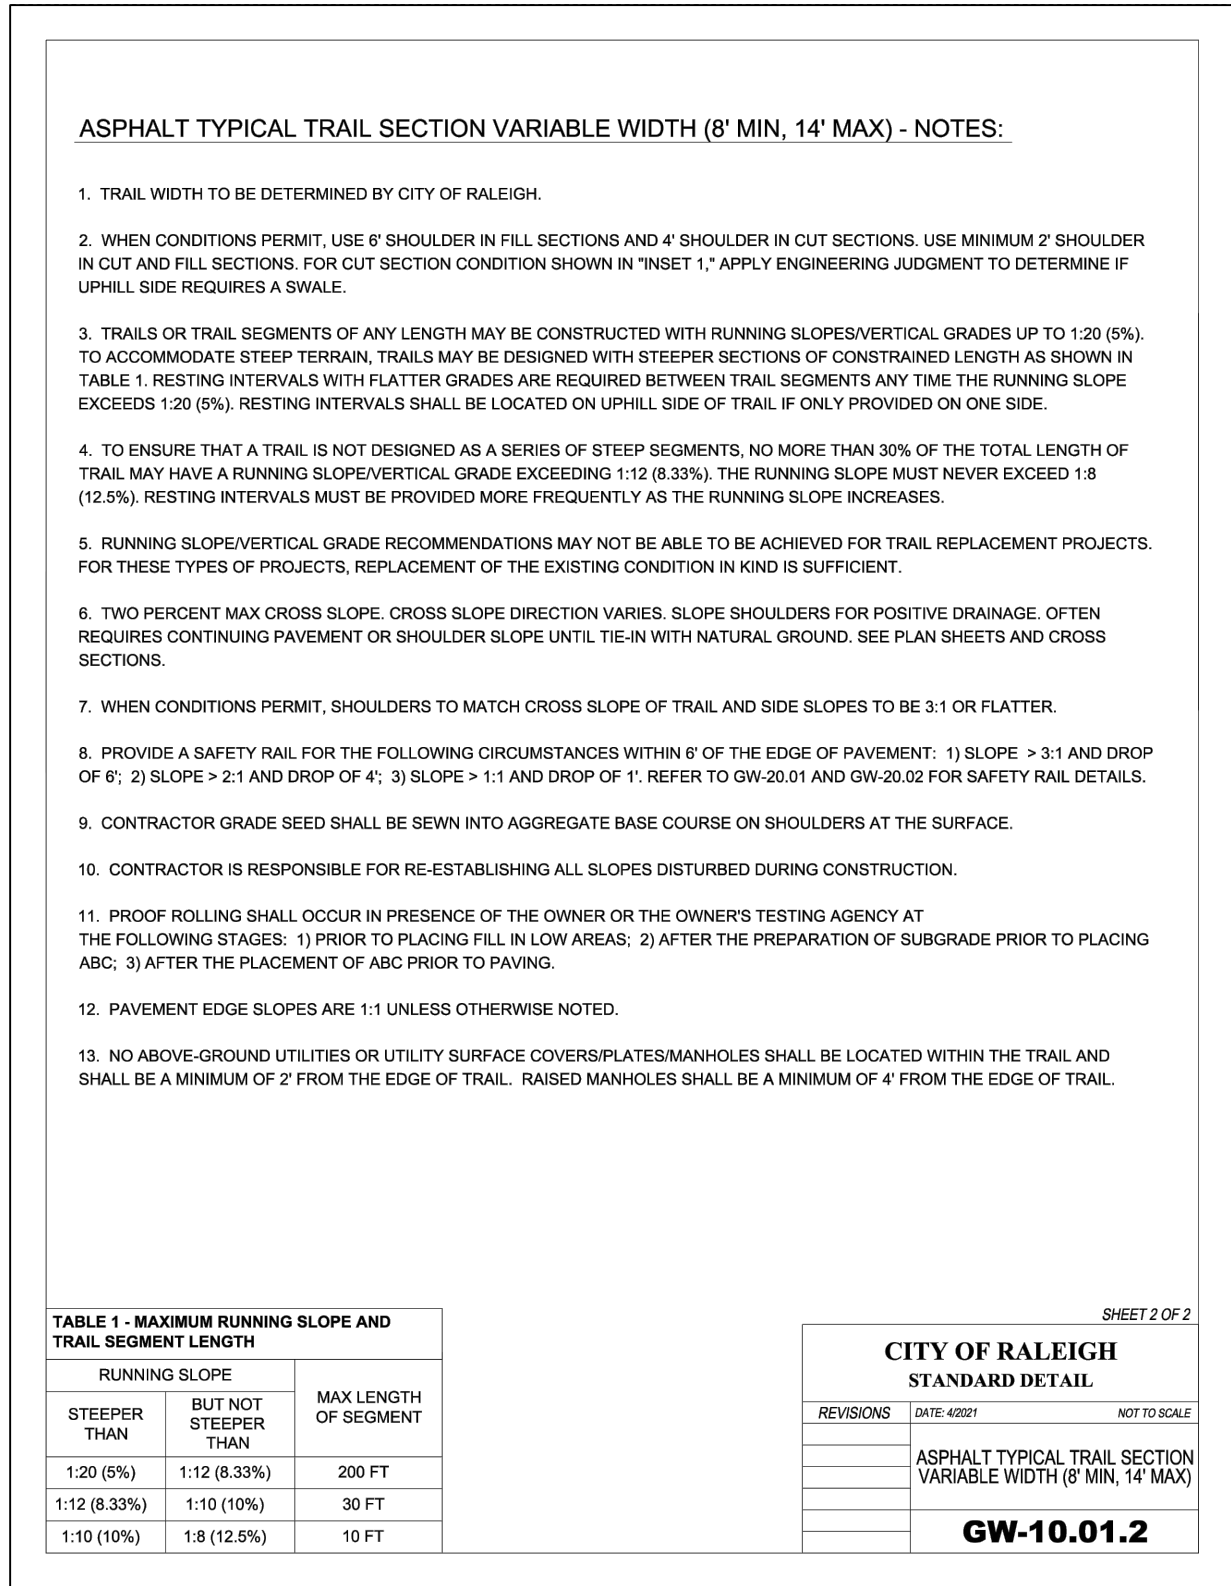 ASPHALT TYPICAL TRAIL SECTION VARIABLE WIDTH (8' MIN, 14' MAX) - NOTES:
1. TRAIL WIDTH TO BE DETERMINED BY CITY OF RALEIGH.
2. WHEN CONDITIONS PERMIT, USE 6' SHOULDER IN FILL SECTIONS AND 4' SHOULDER IN CUT SECTIONS. USE MINIMUM 2' SHOULDER
IN CUT AND FILL SECTIONS. FOR CUT SECTION CONDITION SHOWN IN "INSET 1," APPLY ENGINEERING JUDGMENT TO DETERMINE IF
UPHILL SIDE REQUIRES A SWALE.
3. TRAILS OR TRAIL SEGMENTS OF ANY LENGTH MAY BE CONSTRUCTED WITH RUNNING SLOPES/VERTICAL GRADES UP TO 1:20 (5%).
TO ACCOMMODATE STEEP TERRAIN, TRAILS MAY BE DESIGNED WITH STEEPER SECTIONS OF CONSTRAINED LENGTH AS SHOWN IN
TABLE 1. RESTING INTERVALS WITH FLATTER GRADES ARE REQUIRED BETWEEN TRAIL SEGMENTS ANY TIME THE RUNNING SLOPE
EXCEEDS 1:20 (5%). RESTING INTERVALS SHALL BE LOCATED ON UPHILL SIDE OF TRAIL IF ONLY PROVIDED ON ONE SIDE.
4. TO ENSURE THAT A TRAIL IS NOT DESIGNED AS A SERIES OF STEEP SEGMENTS, NO MORE THAN 30% OF THE TOTAL LENGTH OF
TRAIL MAY HAVE A RUNNING SLOPE/VERTICAL GRADE EXCEEDING 1:12 (8.33%). THE RUNNING SLOPE MUST NEVER EXCEED 1:8
(12.5%). RESTING INTERVALS MUST BE PROVIDED MORE FREQUENTLY AS THE RUNNING SLOPE INCREASES.
5. RUNNING SLOPE/VERTICAL GRADE RECOMMENDATIONS MAY NOT BE ABLE TO BE ACHIEVED FOR TRAIL REPLACEMENT PROJECTS.
FOR THESE TYPES OF PROJECTS, REPLACEMENT OF THE EXISTING CONDITION IN KIND IS SUFFICIENT.
6. TWO PERCENT MAX CROSS SLOPE. CROSS SLOPE DIRECTION VARIES. SLOPE SHOULDERS FOR POSITIVE DRAINAGE. OFTEN
REQUIRES CONTINUING PAVEMENT OR SHOULDER SLOPE UNTIL TIE-IN WITH NATURAL GROUND. SEE PLAN SHEETS AND CROSS
SECTIONS.
7. WHEN CONDITIONS PERMIT, SHOULDERS TO MATCH CROSS SLOPE OF TRAIL AND SIDE SLOPES TO BE 3:1 OR FLATTER.
8. PROVIDE A SAFETY RAIL FOR THE FOLLOWING CIRCUMSTANCES WITHIN 6' OF THE EDGE OF PAVEMENT: 1) SLOPE > 3:1 AND DROP
OF 6'; 2) SLOPE > 2:1 AND DROP OF 4'; 3) SLOPE > 1:1 AND DROP OF 1'. REFER TO GW-20.01 AND GW-20.02 FOR SAFETY RAIL DETAILS.
9. CONTRACTOR GRADE SEED SHALL BE SEWN INTO AGGREGATE BASE COURSE ON SHOULDERS AT THE SURFACE.
10. CONTRACTOR IS RESPONSIBLE FOR RE-ESTABLISHING ALL SLOPES DISTURBED DURING CONSTRUCTION.
11. PROOF ROLLING SHALL OCCUR IN PRESENCE OF THE OWNER OR THE OWNER'S TESTING AGENCY AT
THE FOLLOWING STAGES: 1) PRIOR TO PLACING FILL IN LOW AREAS; 2) AFTER THE PREPARATION OF SUBGRADE PRIOR TO PLACING
ABC; 3) AFTER THE PLACEMENT OF ABC PRIOR TO PAVING.
12. PAVEMENT EDGE SLOPES ARE 1:1 UNLESS OTHERWISE NOTED.
13. NO ABOVE-GROUND UTILITIES OR UTILITY SURFACE COVERS/PLATES/MANHOLES SHALL BE LOCATED WITHIN THE TRAIL AND
SHALL BE A MINIMUM OF 2' FROM THE EDGE OF TRAIL. RAISED MANHOLES SHALL BE A MINIMUM OF 4' FROM THE EDGE OF TRAIL.
TABLE 1 - MAXIMUM RUNNING SLOPE AND
TRAIL SEGMENT LENGTH
RUNNING SLOPE
MAX LENGTH
OF SEGMENT
STEEPER
THAN
BUT NOT
STEEPER
THAN
1:20 (5%) 1:12 (8.33%) 200 FT
1:12 (8.33%) 1:10 (10%) 30 FT
1:10 (10%) 1:8 (12.5%) 10 FT
SHEET 2 OF 2
CITY OF RALEIGH
STANDARD DETAIL
REVISIONS DATE: 4/2021 NOT TO SCALE
ASPHALT TYPICAL TRAIL SECTION
VARIABLE WIDTH (8' MIN, 14' MAX)
GW-10.01.2